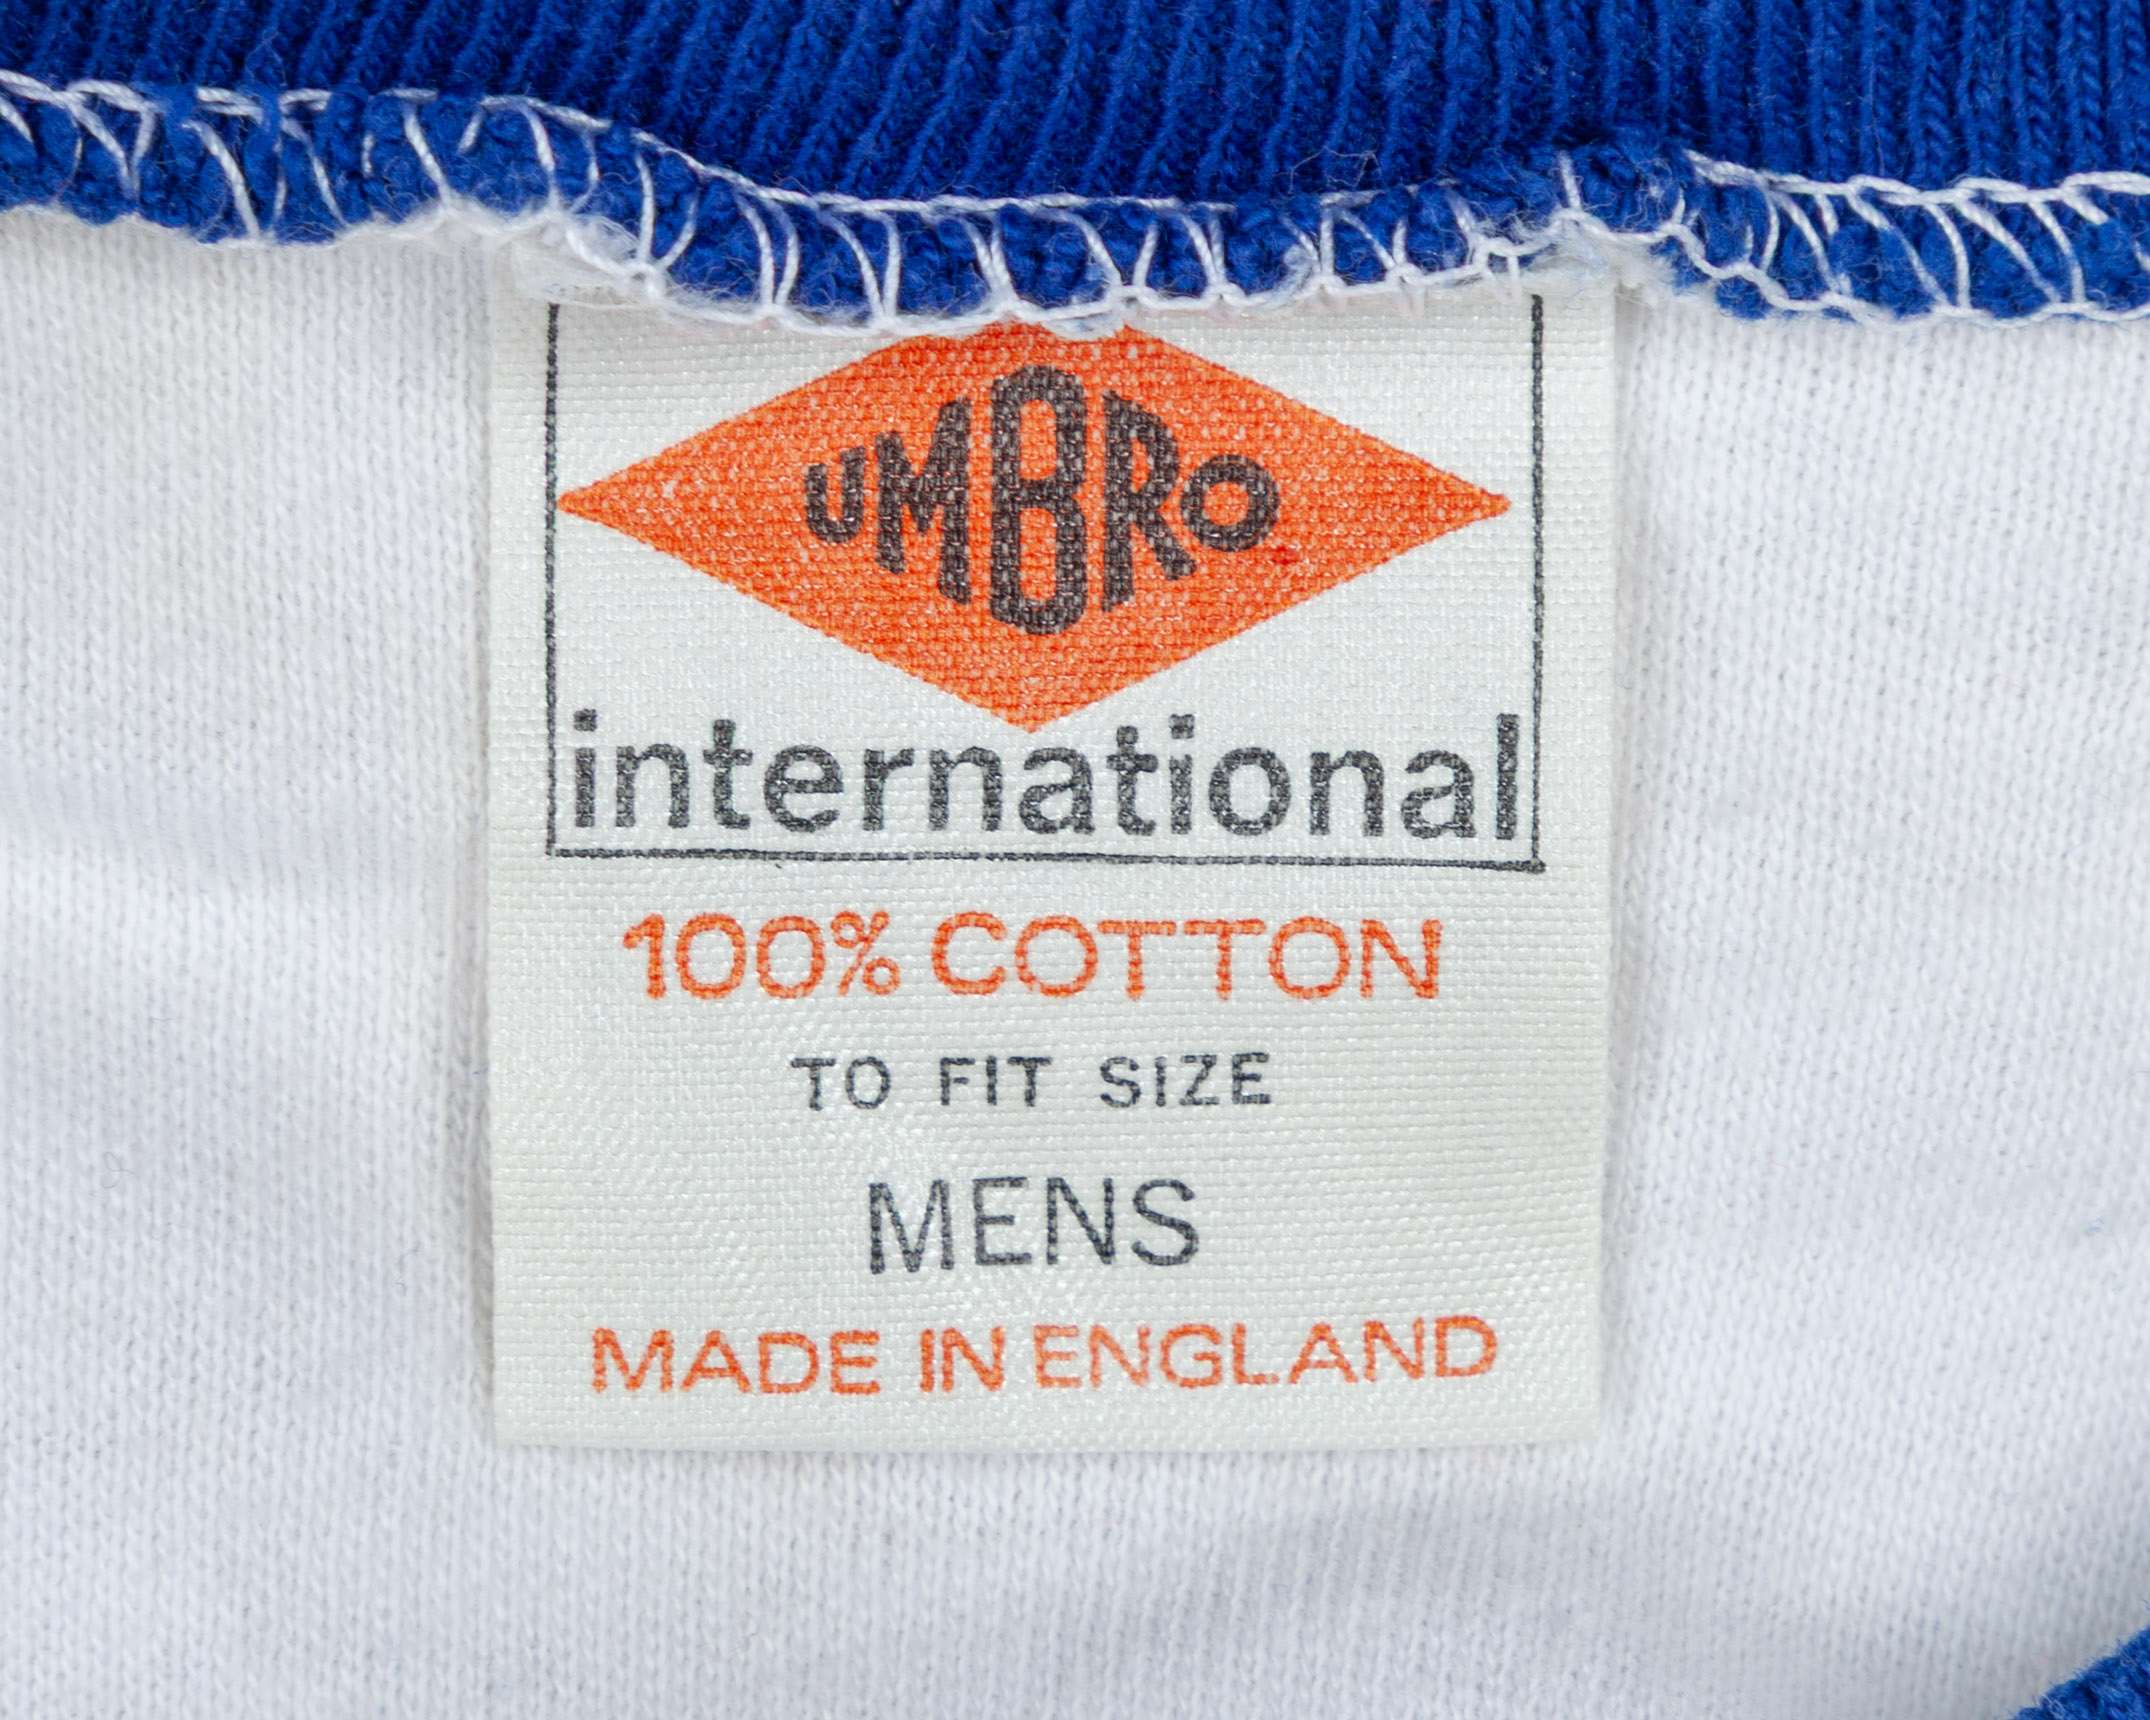 UMBRO
international
100% COTTON
TO FIT SIZE
MENS
MADE IN ENGLAND